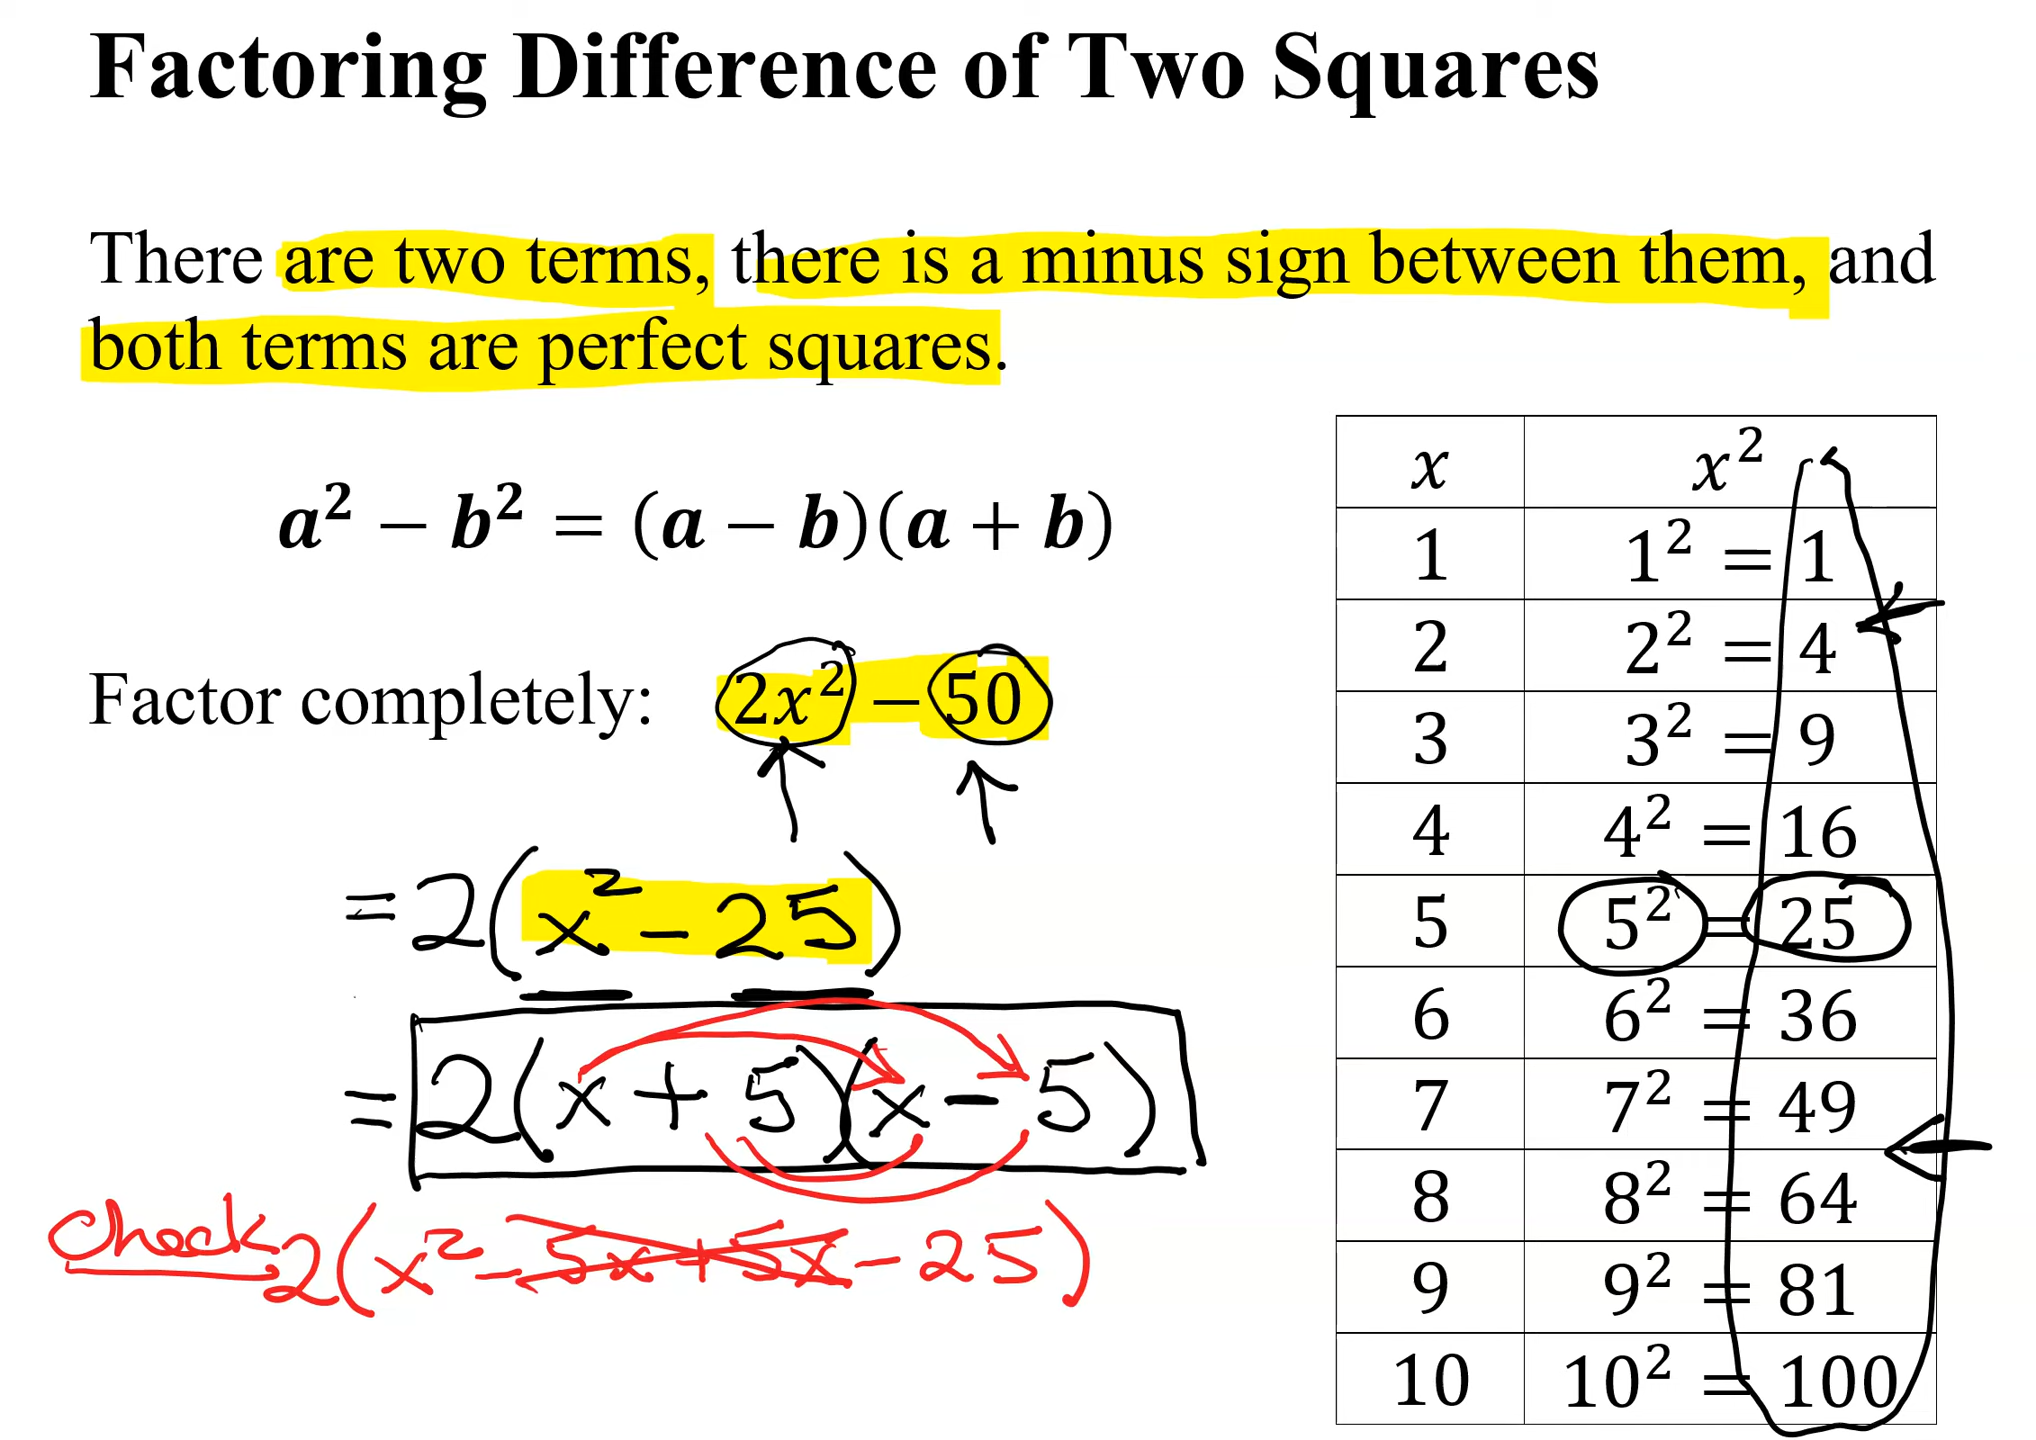 Factoring Difference of Two Squares
There are two terms, there is a minus sign between them, and
both terms are perfect squares.
a² − b² = (a − b)(a + b)
Factor completely: 2x² − 50
= 2(x² − 25)
= 2(x + 5)(x − 5)
Check 2(x² − 5x + 5x − 25)
x x²
1 1² = 1
2 2² = 4
3 3² = 9
4 4² = 16
5 5² = 25
6 6² = 36
7 7² = 49
8 8² = 64
9 9² = 81
10 10² = 100